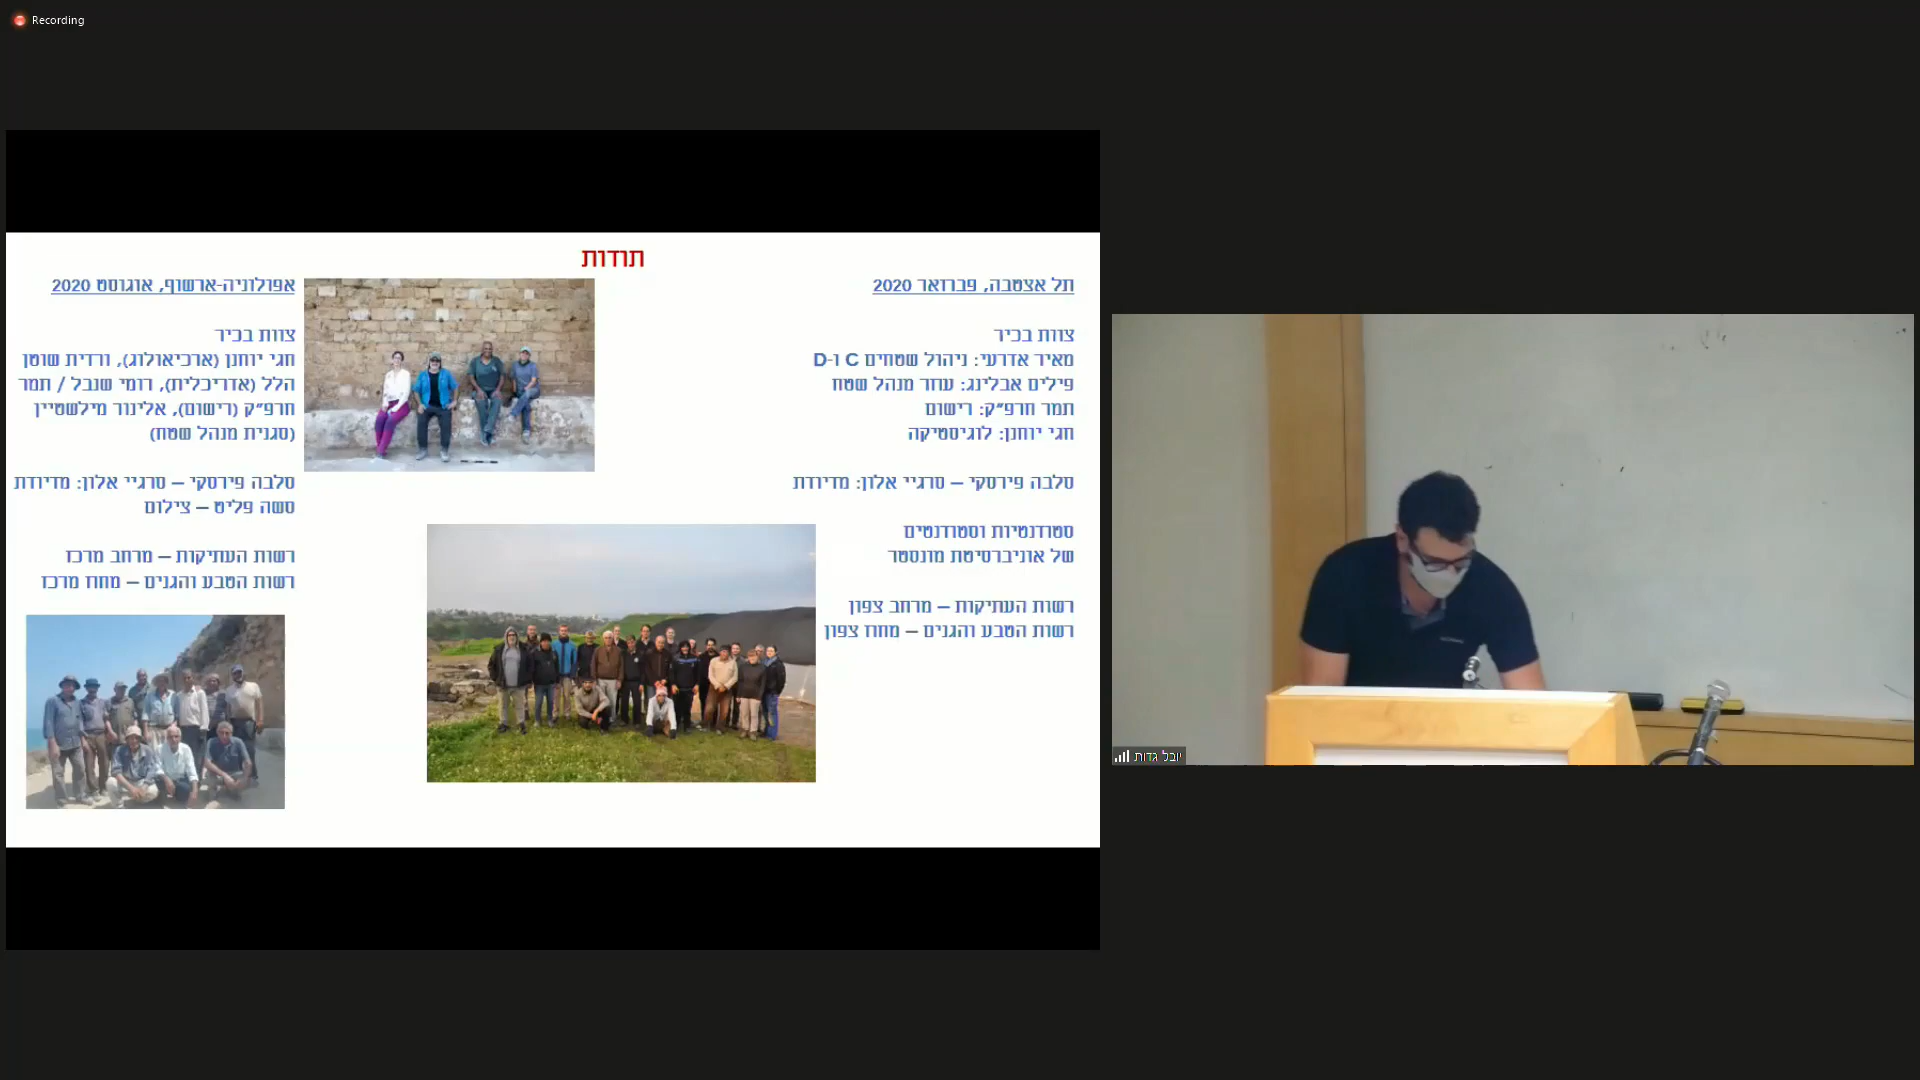 Recording
תודות
תל אצטבה, פברואר 2020
צוות בכיר
מאיר אדרעי: ניהול שטחים C ו-D
פיליפ אבלינג: עוזר מנהל שטח
תמר חרפ״ק: רישום
חגי יוחנן: לוגיסטיקה
סלבה פירסקי – סרגיי אלון: מדידות
סטודנטיות וסטודנטים
של אוניברסיטת מונסטר
רשות העתיקות – מרחב צפון
רשות הטבע והגנים – מחוז צפון
אפולוניה-ארשוף, אוגוסט 2020
צוות בכיר
חגי יוחנן (ארכיאולוג), ורדית שוטן
הלל (אדריכלית), רומי שנבל / תמר
חרפ״ק (רישום), אלינור מילשטיין
(סגנית מנהל שטח)
סלבה פירסקי – סרגיי אלון: מדידות
סשה פליט – צילום
רשות העתיקות – מרחב מרכז
רשות הטבע והגנים – מחוז מרכז
יובל גדות